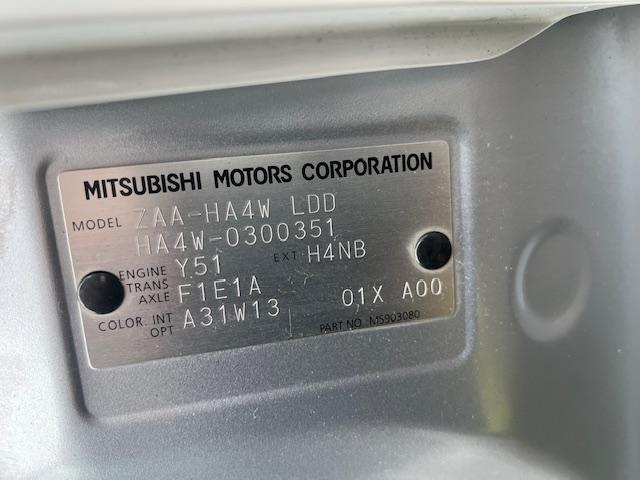 MITSUBISHI MOTORS CORPORATION
MODEL ZAA-HA4W LDD
HA4W-0300351
ENGINE Y51 EXT H4NB
TRANS AXLE F1E1A
COLOR. INT OPT A31W13 01X A00
PART NO. MS903080